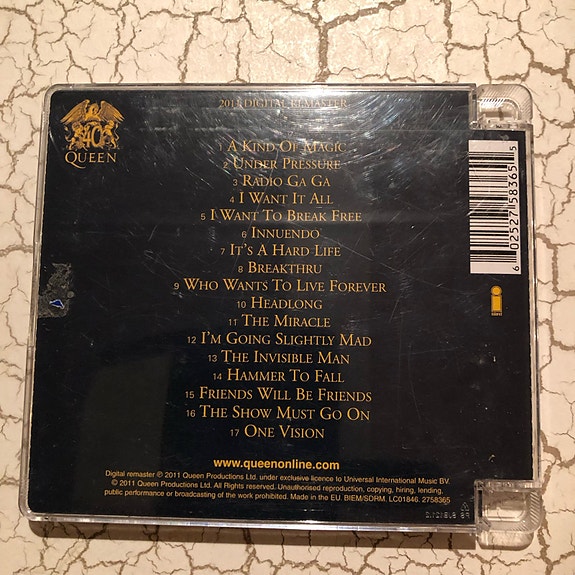 40
QUEEN
2011 DIGITAL REMASTER
1 A KIND OF MAGIC
2 UNDER PRESSURE
3 RADIO GA GA
4 I WANT IT ALL
5 I WANT TO BREAK FREE
6 INNUENDO
7 IT'S A HARD LIFE
8 BREAKTHRU
9 WHO WANTS TO LIVE FOREVER
10 HEADLONG
11 THE MIRACLE
12 I'M GOING SLIGHTLY MAD
13 THE INVISIBLE MAN
14 HAMMER TO FALL
15 FRIENDS WILL BE FRIENDS
16 THE SHOW MUST GO ON
17 ONE VISION
www.queenonline.com
Digital remaster ℗ 2011 Queen Productions Ltd. under exclusive licence to Universal International Music BV.
© 2011 Queen Productions Ltd. All Rights reserved. Unauthorised reproduction, copying, hiring, lending,
public performance or broadcasting of the work prohibited. Made in the EU. BIEM/SDRM. LC01846. 2758365
6 02527 58365 5